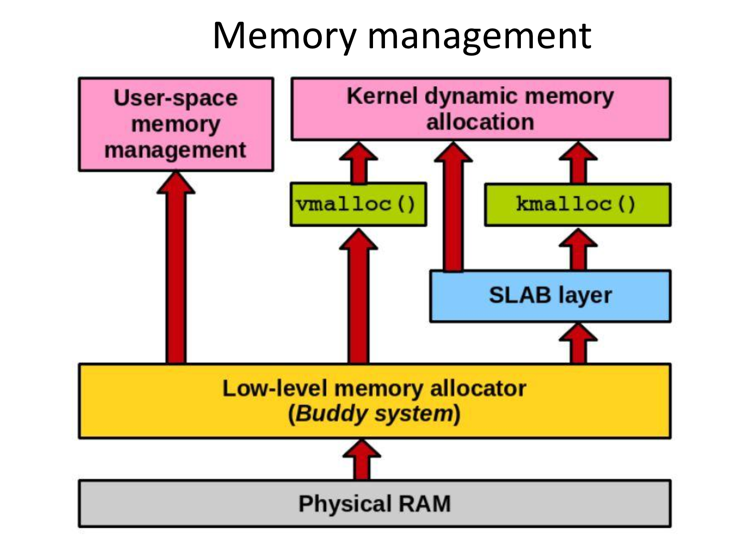 Memory management
User-space
memory
management
Kernel dynamic memory
allocation
vmalloc()
kmalloc()
SLAB layer
Low-level memory allocator
(Buddy system)
Physical RAM